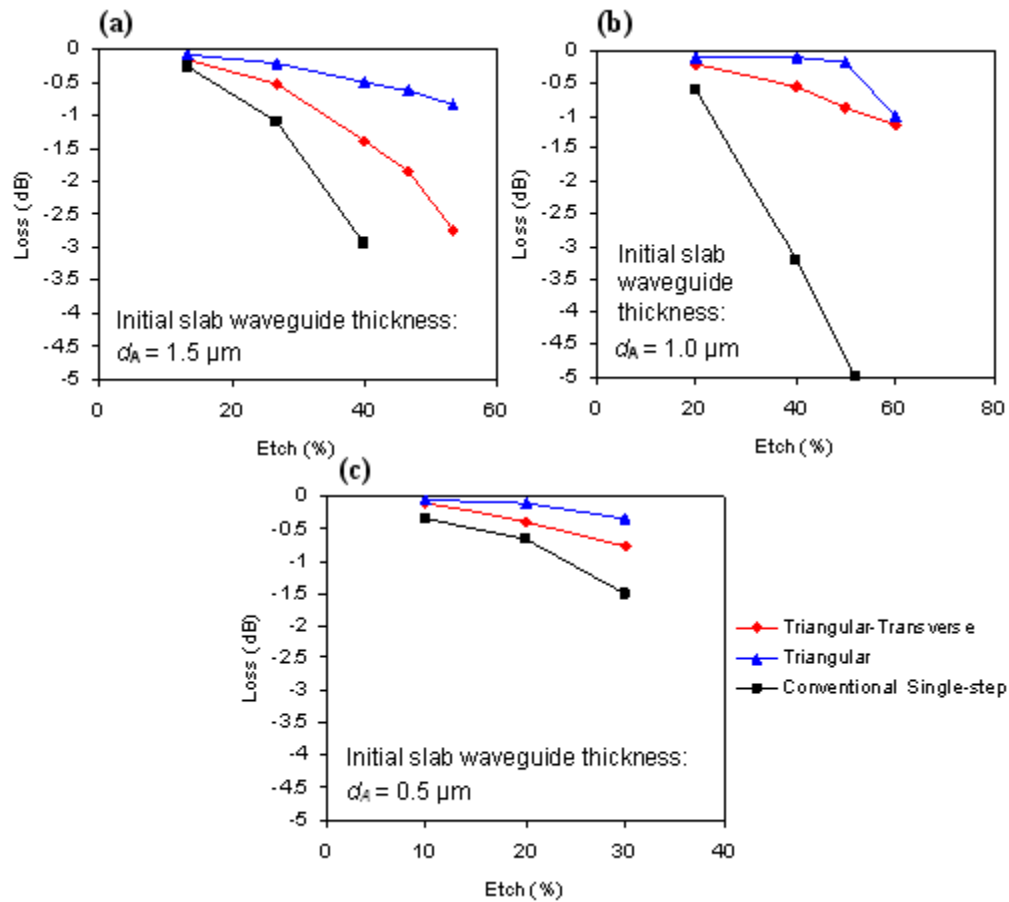 (a)
0
-0.5
-1
-1.5
-2
-2.5
-3
-3.5
-4
-4.5
-5
Loss (dB)
Initial slab waveguide thickness:
dA = 1.5 µm
0 20 40 60
Etch (%)
(b)
0
-0.5
-1
-1.5
-2
-2.5
-3
-3.5
-4
-4.5
-5
Loss (dB)
Initial slab
waveguide
thickness:
dA = 1.0 µm
0 20 40 60 80
Etch (%)
(c)
0
-0.5
-1
-1.5
-2
-2.5
-3
-3.5
-4
-4.5
-5
Loss (dB)
Initial slab waveguide thickness:
dA = 0.5 µm
0 10 20 30 40
Etch (%)
Triangular-Transverse
Triangular
Conventional Single-step